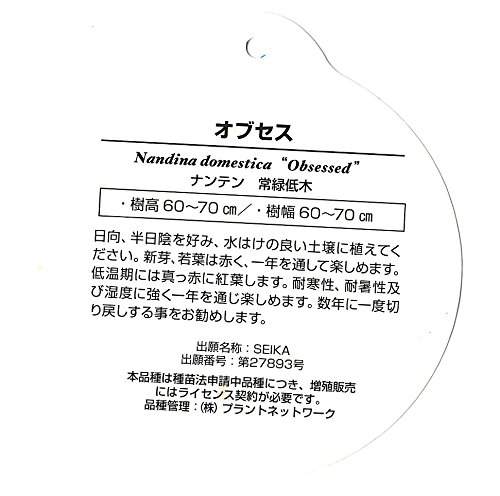 オブセス
Nandina domestica “Obsessed”
ナンテン　常緑低木
・樹高 60〜70 ㎝／・樹幅 60〜70 ㎝
日向、半日陰を好み、水はけの良い土壌に植えてく
ださい。新芽、若葉は赤く、一年を通して楽しめます。
低温期には真っ赤に紅葉します。耐寒性、耐暑性及
び湿度に強く一年を通じ楽しめます。数年に一度切
り戻しする事をお勧めします。
出願名称：SEIKA
出願番号：第27893号
本品種は種苗法申請中品種につき、増殖販売
にはライセンス契約が必要です。
品種管理：（株）プラントネットワーク